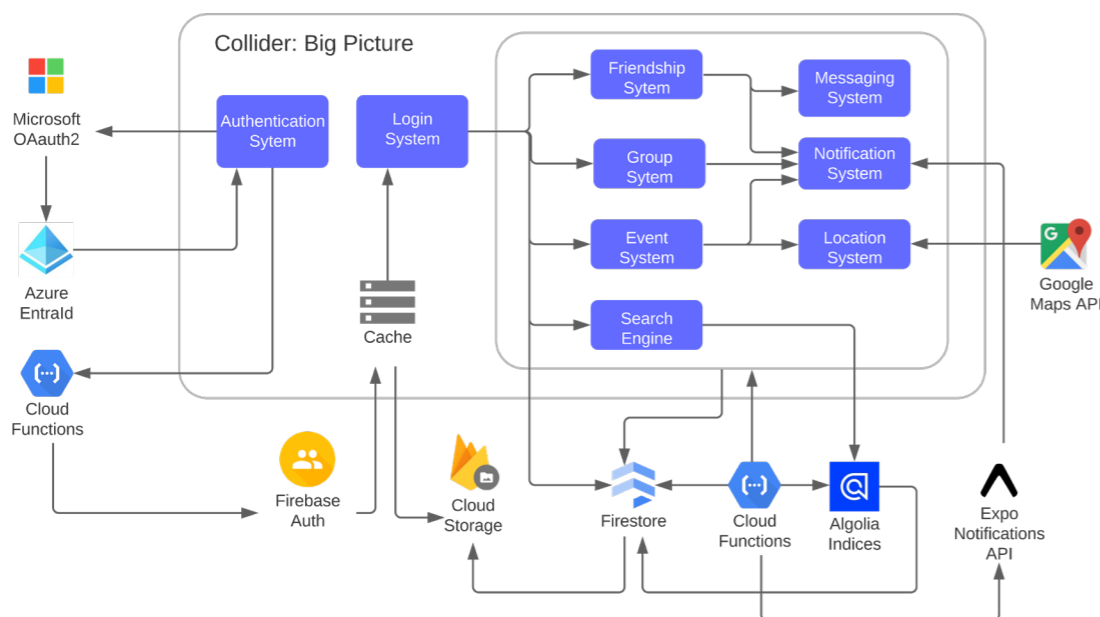 Collider: Big Picture
Microsoft
OAauth2
Authentication
Sytem
Login
System
Friendship
Sytem
Messaging
System
Group
Sytem
Notification
System
Event
System
Location
System
Search
Engine
Azure
EntraId
Cache
G
Google
Maps API
Cloud
Functions
Firebase
Auth
Cloud
Storage
Firestore
Cloud
Functions
Algolia
Indices
Expo
Notifications
API